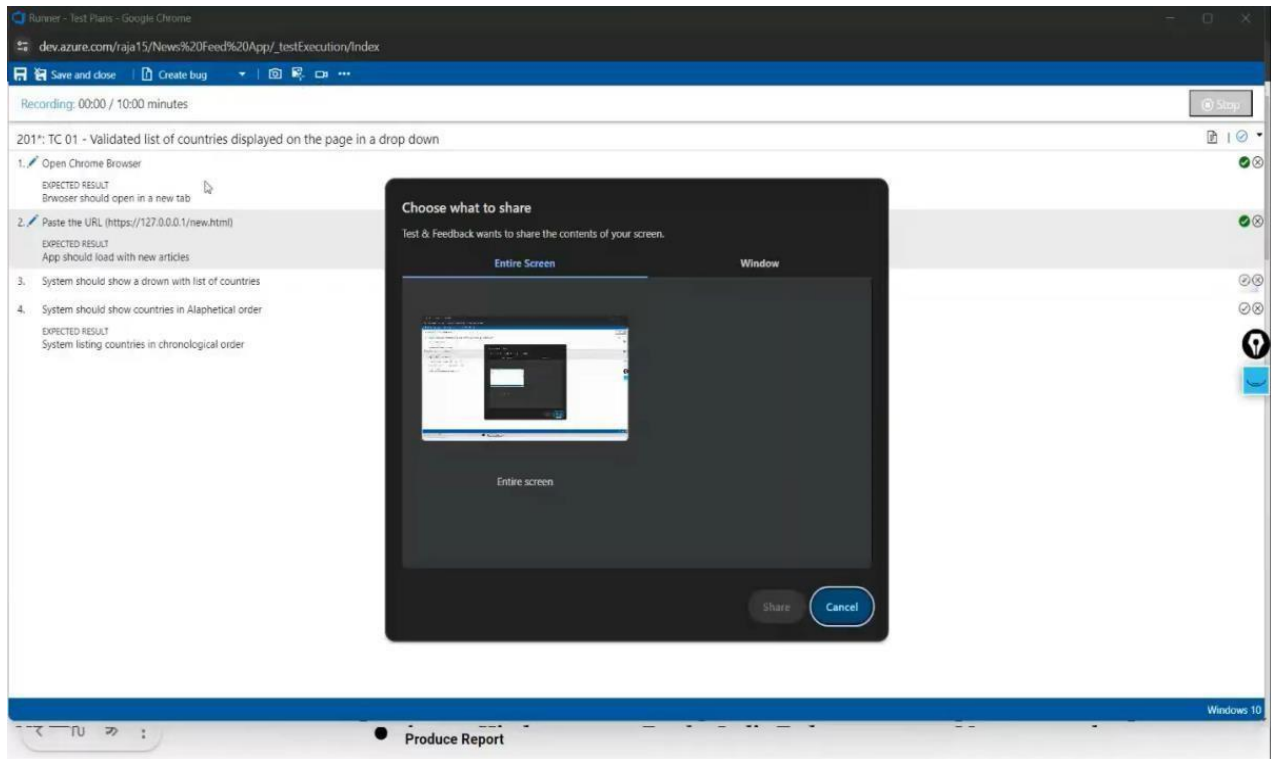 Runner - Test Plans - Google Chrome
dev.azure.com/raja15/News%20Feed%20App/_testExecution/Index
Save and close | Create bug
Recording: 00:00 / 10:00 minutes
Stop
201*: TC 01 - Validated list of countries displayed on the page in a drop down
1. Open Chrome Browser
EXPECTED RESULT
Brwoser should open in a new tab
2. Paste the URL (https://127.0.0.0.1/new.html)
EXPECTED RESULT
App should load with new articles
3. System should show a drown with list of countries
4. System should show countries in Alaphetical order
EXPECTED RESULT
System listing countries in chronological order
Choose what to share
Test & Feedback wants to share the contents of your screen.
Entire Screen Window
Entire screen
Share Cancel
Windows 10
Produce Report